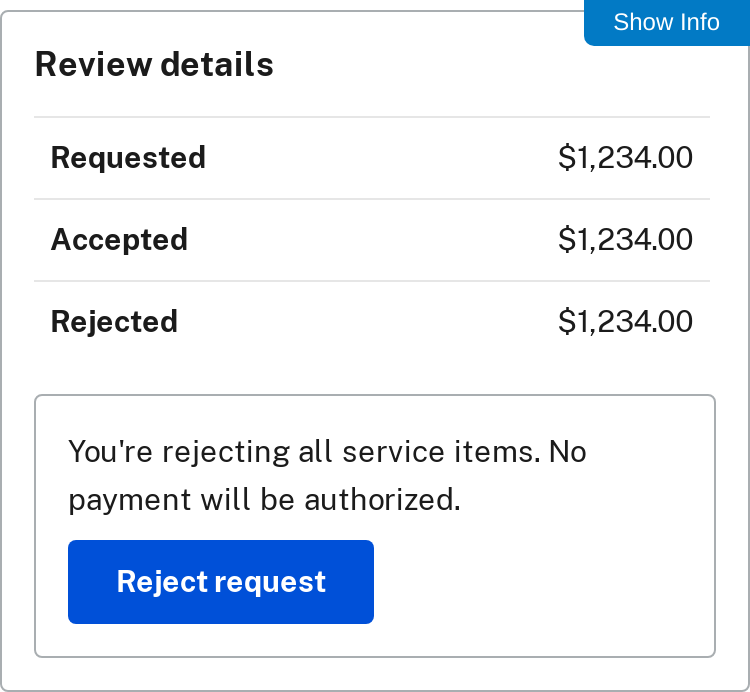 Show Info
Review details
Requested $1,234.00
Accepted $1,234.00
Rejected $1,234.00
You're rejecting all service items. No
payment will be authorized.
Reject request